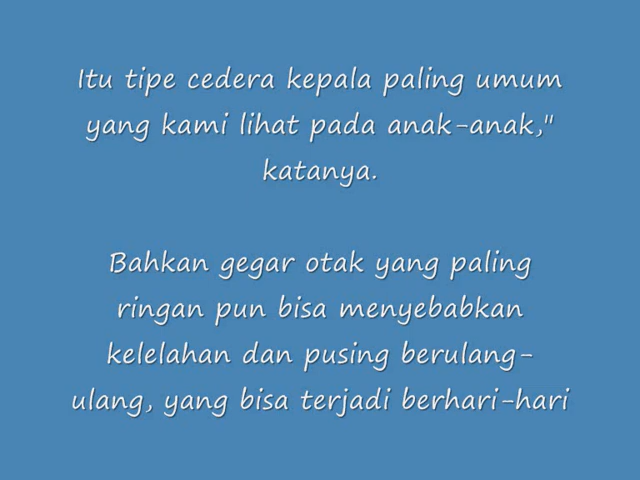 Itu tipe cedera kepala paling umum
yang kami lihat pada anak-anak,"
katanya.
Bahkan gegar otak yang paling
ringan pun bisa menyebabkan
kelelahan dan pusing berulang-
ulang, yang bisa terjadi berhari-hari